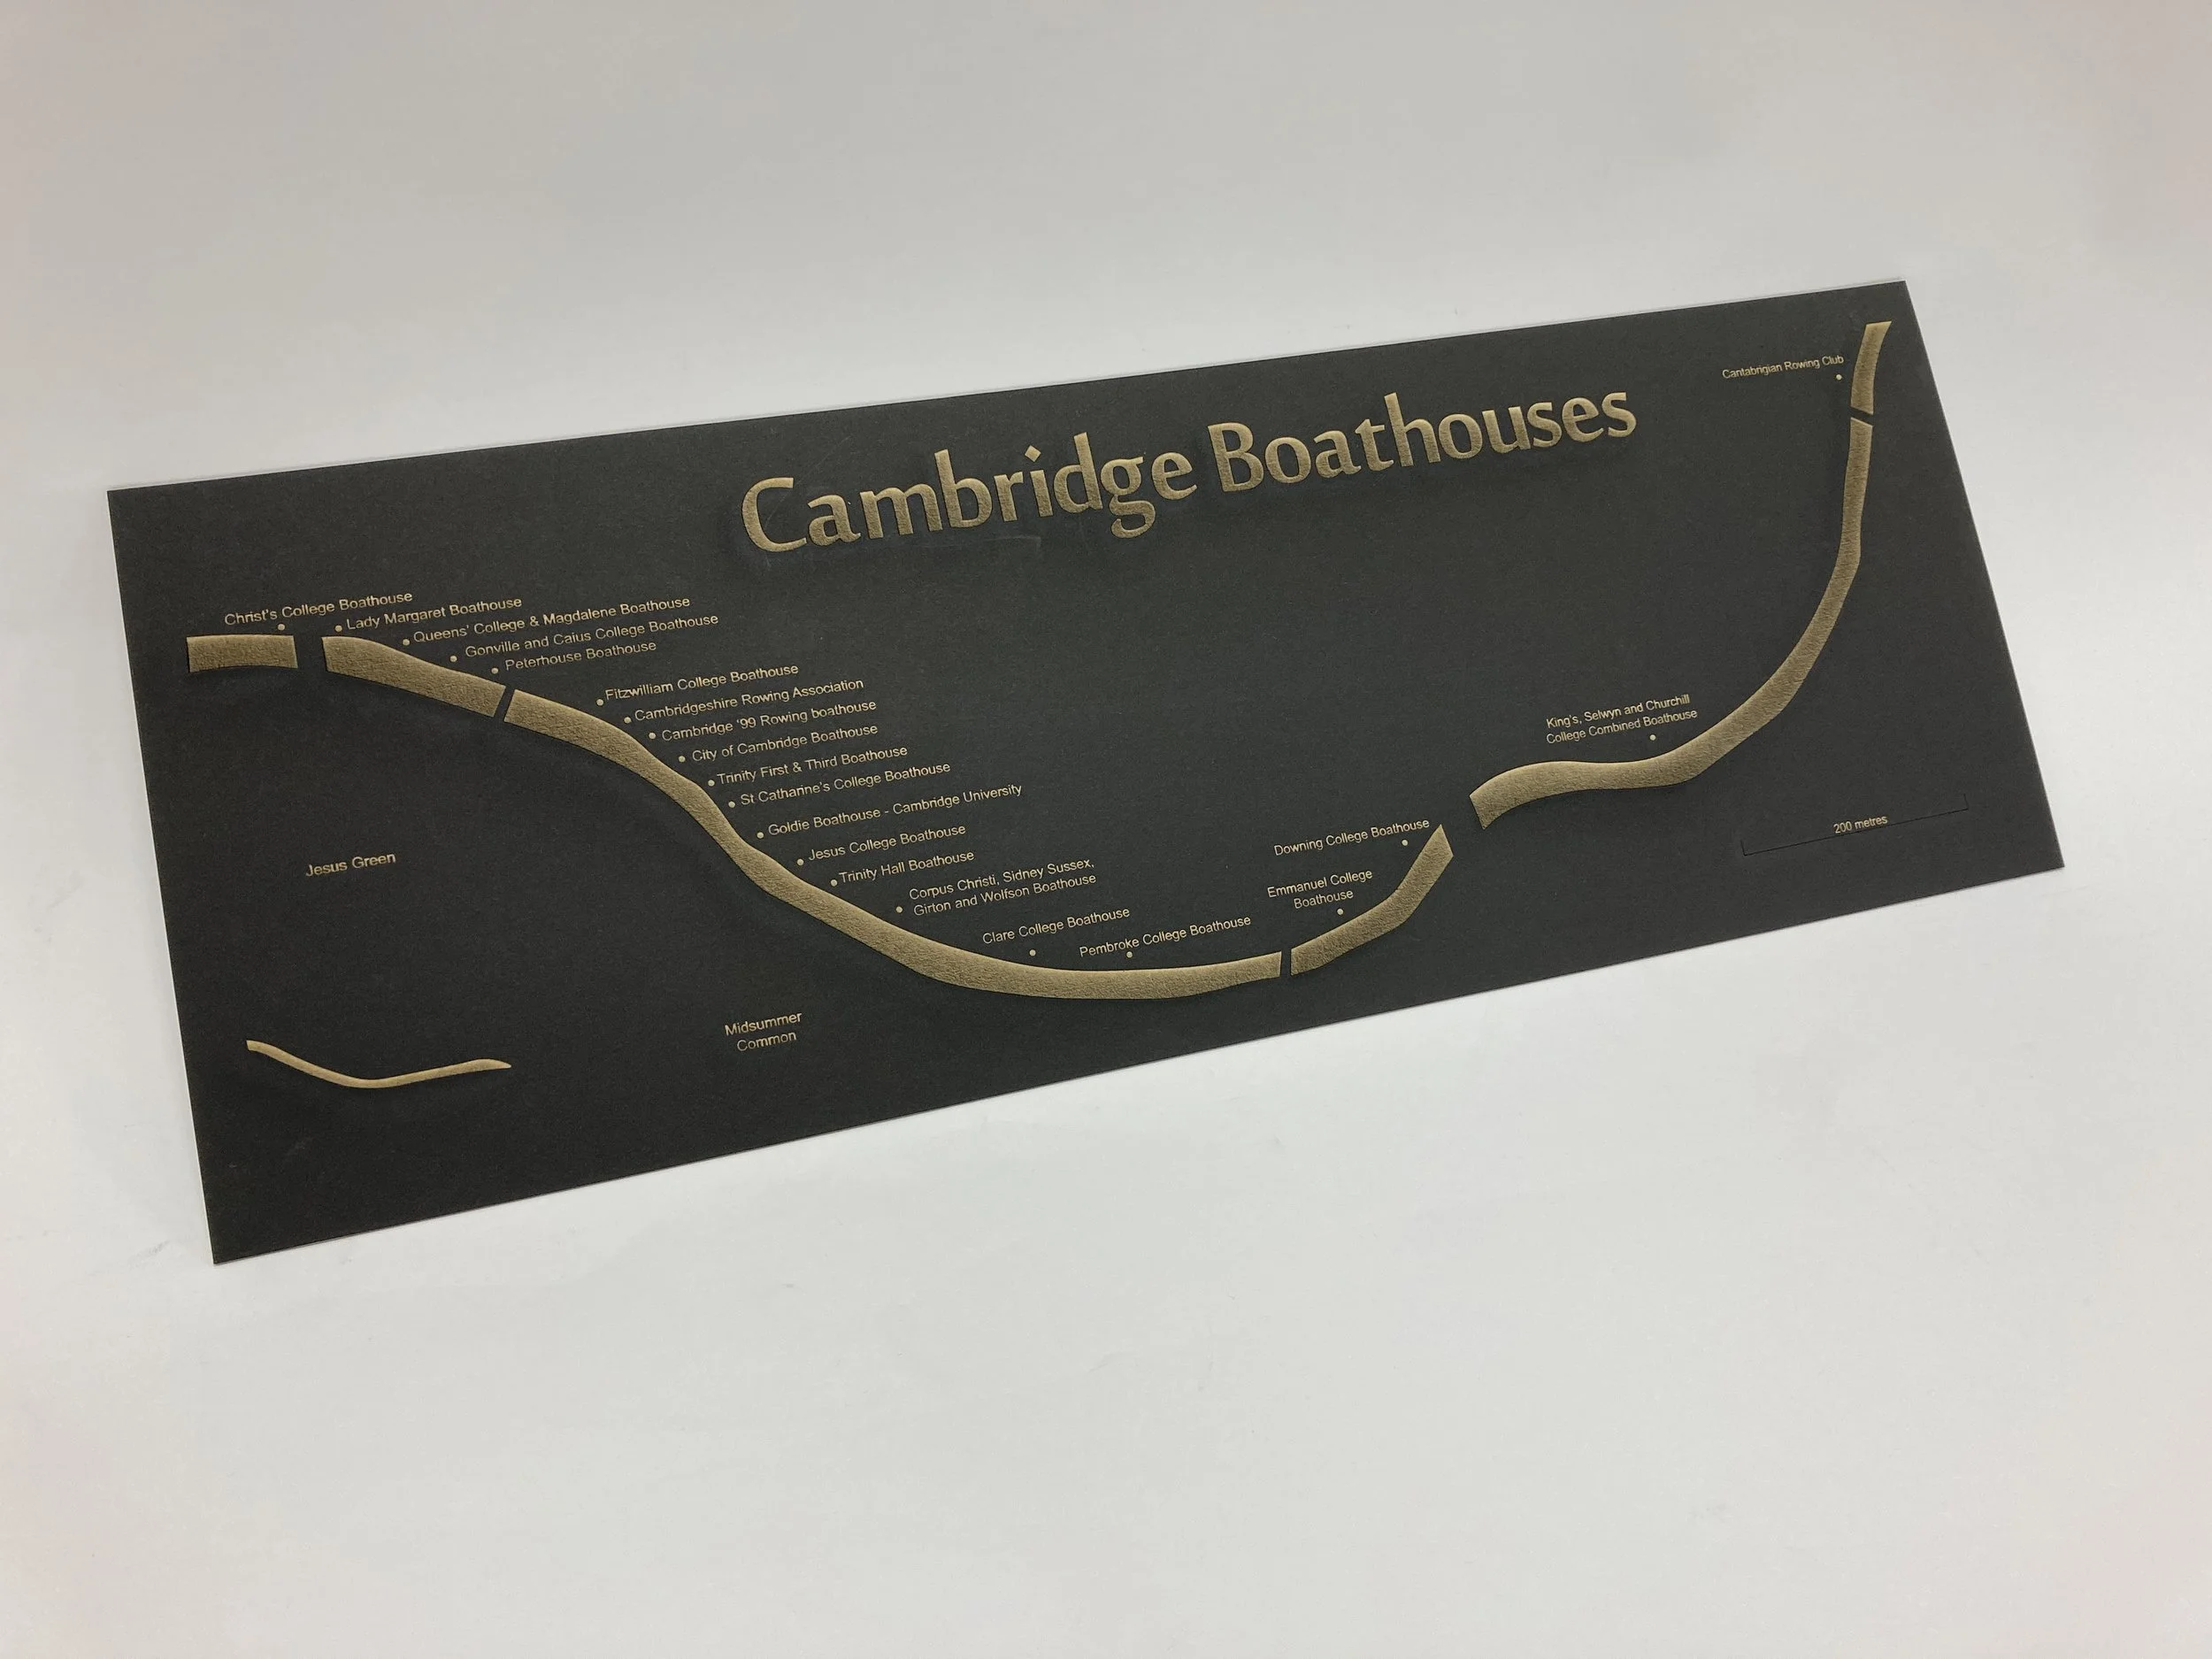 Cambridge Boathouses
Cantabrigian Rowing Club
Christ's College Boathouse
Lady Margaret Boathouse
Queens' College & Magdalene Boathouse
Gonville and Caius College Boathouse
Peterhouse Boathouse
Fitzwilliam College Boathouse
Cambridgeshire Rowing Association
Cambridge '99 Rowing boathouse
City of Cambridge Boathouse
Trinity First & Third Boathouse
St Catharine's College Boathouse
Goldie Boathouse - Cambridge University
Jesus College Boathouse
Trinity Hall Boathouse
Corpus Christi, Sidney Sussex,
Girton and Wolfson Boathouse
Clare College Boathouse
Pembroke College Boathouse
Emmanuel College
Boathouse
Downing College Boathouse
King's, Selwyn and Churchill
College Combined Boathouse
200 metres
Jesus Green
Midsummer
Common